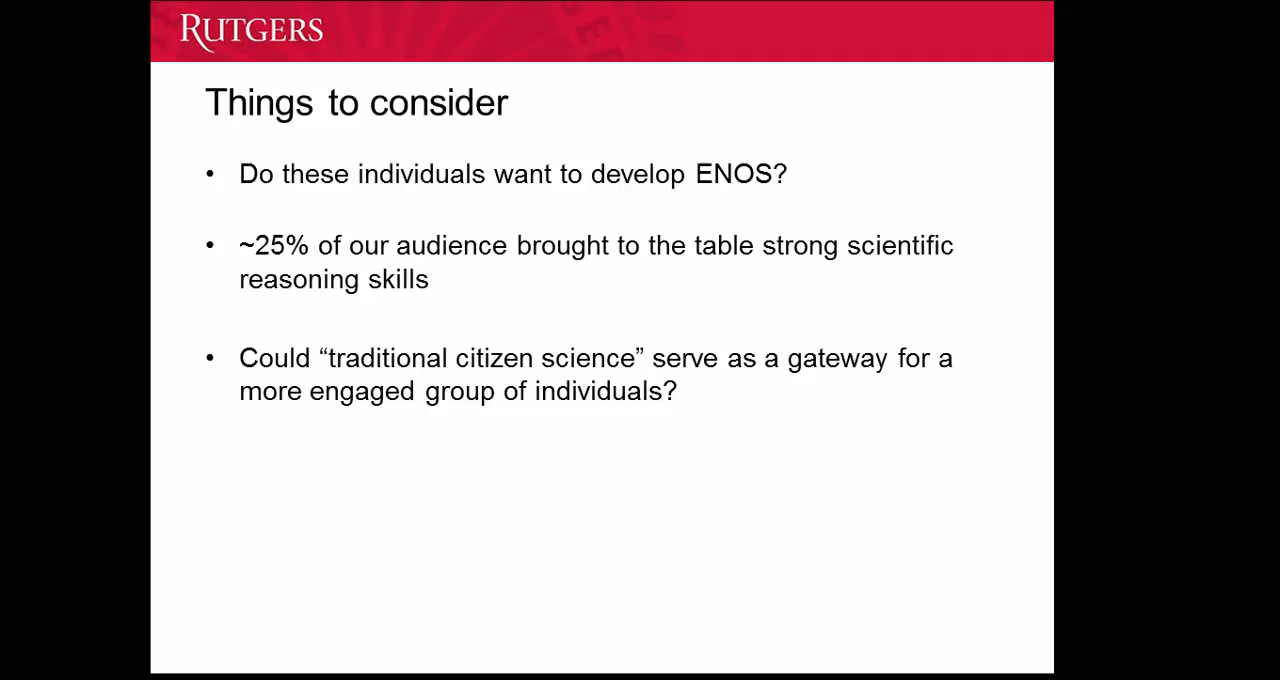 RUTGERS
Things to consider
• Do these individuals want to develop ENOS?
• ~25% of our audience brought to the table strong scientific
reasoning skills
• Could “traditional citizen science” serve as a gateway for a
more engaged group of individuals?